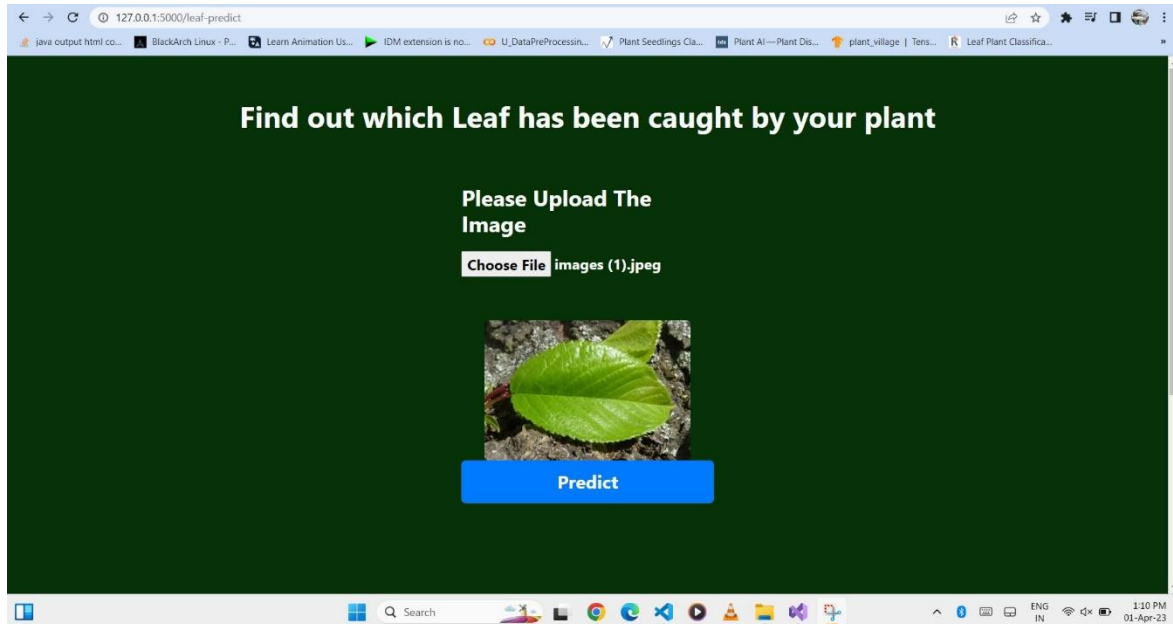 127.0.0.1:5000/leaf-predict
java output html co... BlackArch Linux - P... Learn Animation Us... IDM extension is no... U_DataPreProcessin... Plant Seedlings Cla... Plant AI—Plant Dis... plant_village | Tens... Leaf Plant Classifica... »
Find out which Leaf has been caught by your plant
Please Upload The
Image
Choose File images (1).jpeg
Predict
Search ENG 1:10 PM
IN 01-Apr-23